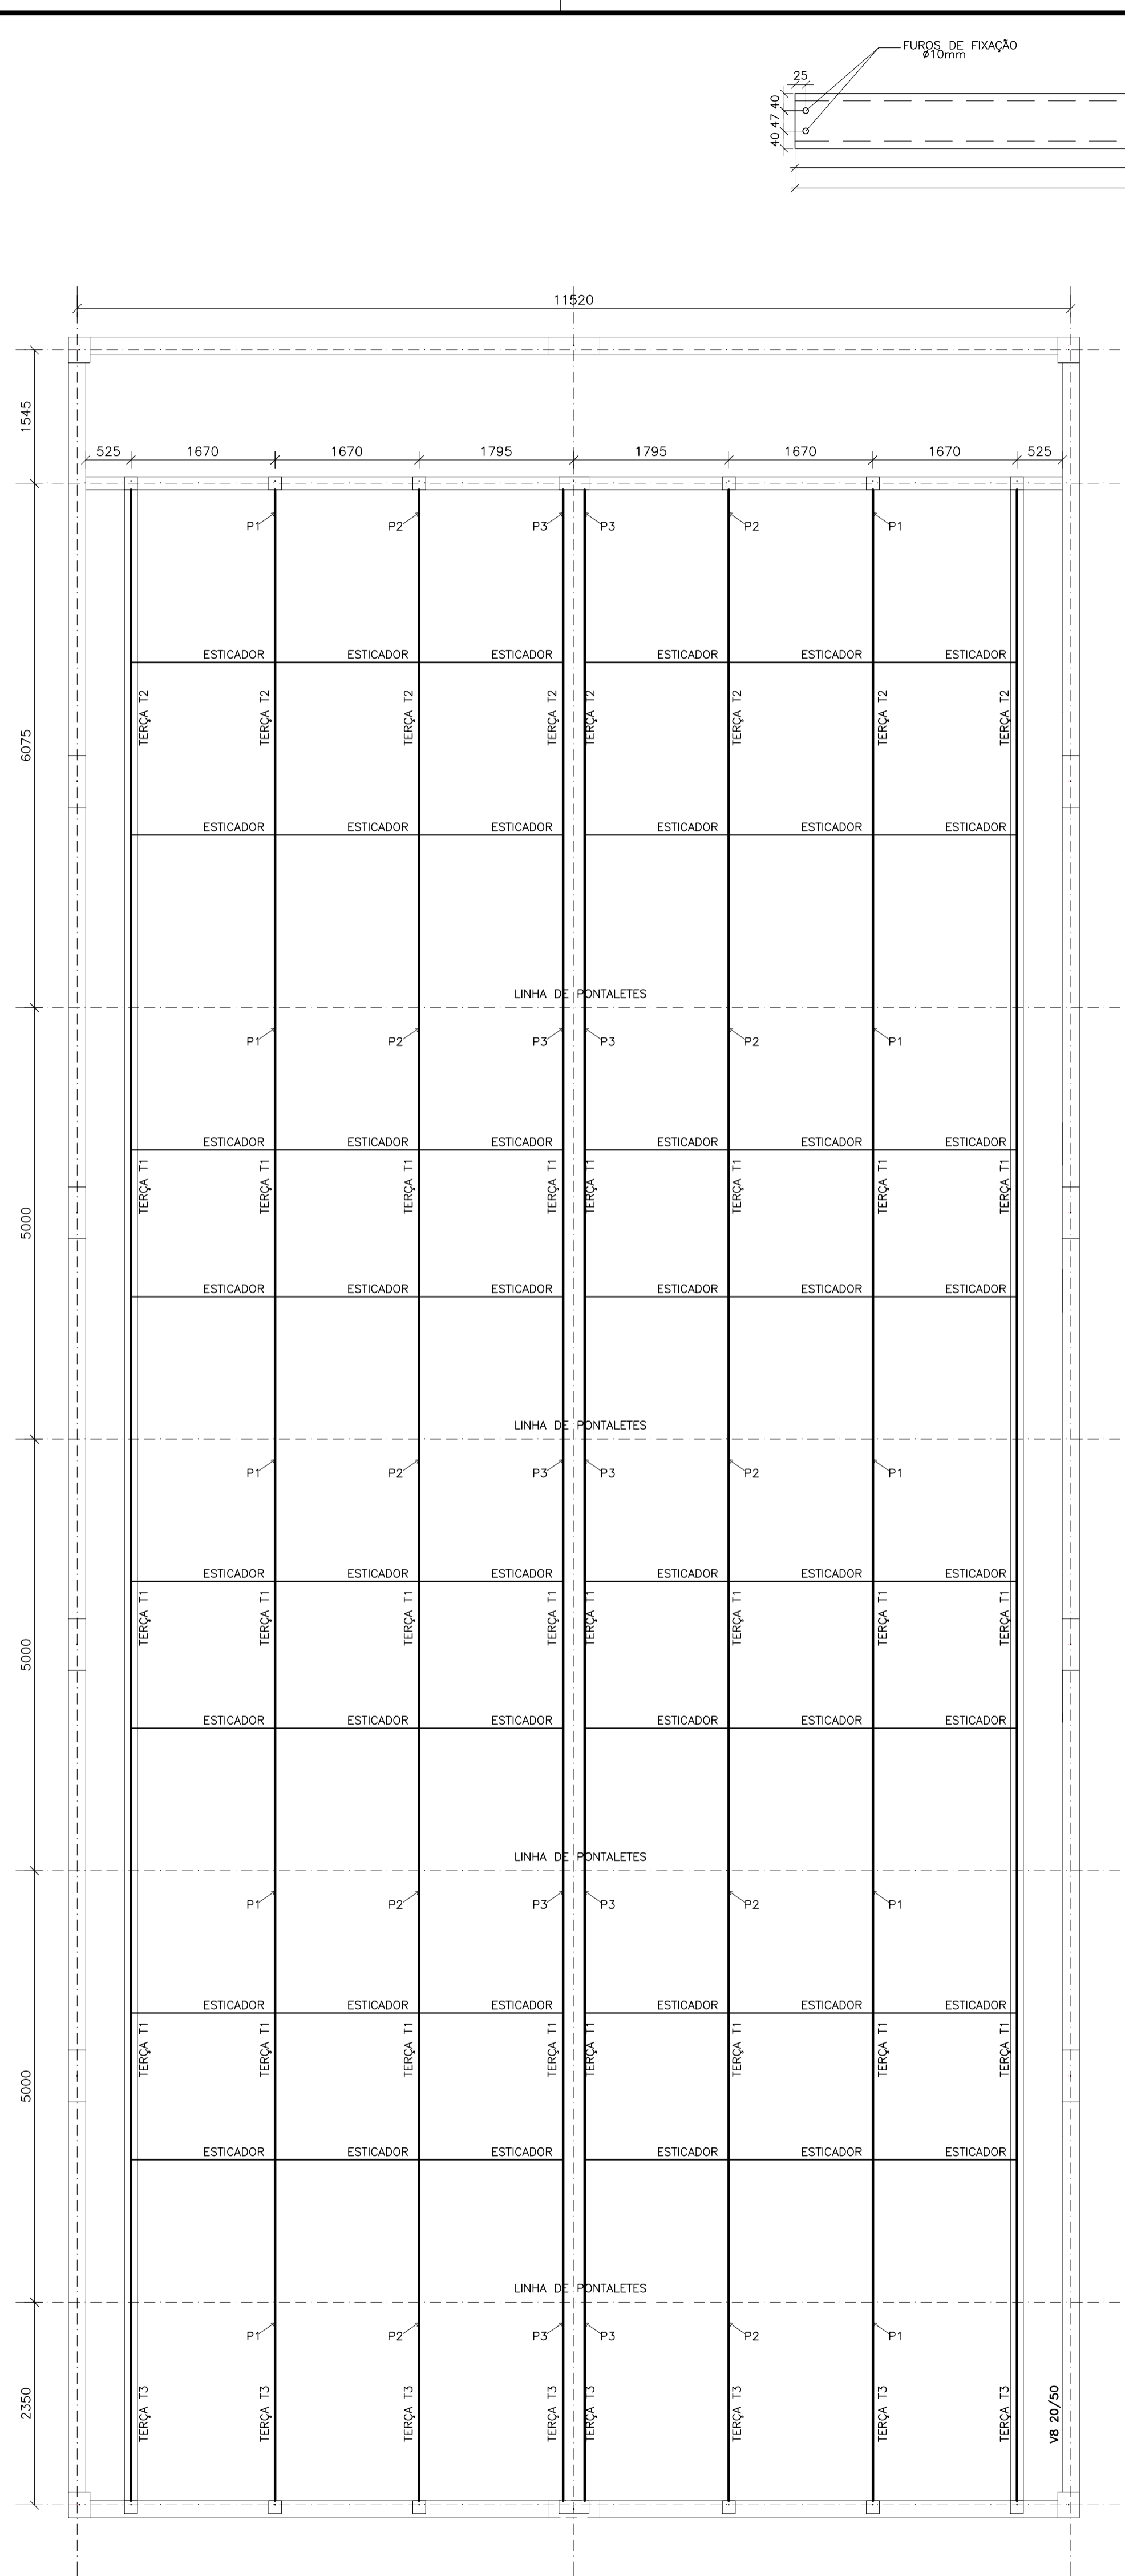 FUROS DE FIXAÇÃO
Ø10mm
25
40 47 40
11520
1545
525 1670 1670 1795 1795 1670 1670 525
P1 P2 P3 P3 P2 P1
ESTICADOR ESTICADOR ESTICADOR ESTICADOR ESTICADOR ESTICADOR
TERÇA T2 TERÇA T2 TERÇA T2 TERÇA T2 TERÇA T2 TERÇA T2 TERÇA T2 TERÇA T2
6075
ESTICADOR ESTICADOR ESTICADOR ESTICADOR ESTICADOR ESTICADOR
LINHA DE PONTALETES
P1 P2 P3 P3 P2 P1
ESTICADOR ESTICADOR ESTICADOR ESTICADOR ESTICADOR ESTICADOR
TERÇA T1 TERÇA T1 TERÇA T1 TERÇA T1 TERÇA T1 TERÇA T1 TERÇA T1 TERÇA T1
5000
ESTICADOR ESTICADOR ESTICADOR ESTICADOR ESTICADOR ESTICADOR
LINHA DE PONTALETES
P1 P2 P3 P3 P2 P1
ESTICADOR ESTICADOR ESTICADOR ESTICADOR ESTICADOR ESTICADOR
TERÇA T1 TERÇA T1 TERÇA T1 TERÇA T1 TERÇA T1 TERÇA T1 TERÇA T1 TERÇA T1
5000
ESTICADOR ESTICADOR ESTICADOR ESTICADOR ESTICADOR ESTICADOR
LINHA DE PONTALETES
P1 P2 P3 P3 P2 P1
ESTICADOR ESTICADOR ESTICADOR ESTICADOR ESTICADOR ESTICADOR
TERÇA T1 TERÇA T1 TERÇA T1 TERÇA T1 TERÇA T1 TERÇA T1 TERÇA T1 TERÇA T1
5000
ESTICADOR ESTICADOR ESTICADOR ESTICADOR ESTICADOR ESTICADOR
LINHA DE PONTALETES
P1 P2 P3 P3 P2 P1
2350
TERÇA T3 TERÇA T3 TERÇA T3 TERÇA T3 TERÇA T3 TERÇA T3 TERÇA T3 TERÇA T3
V8 20/50